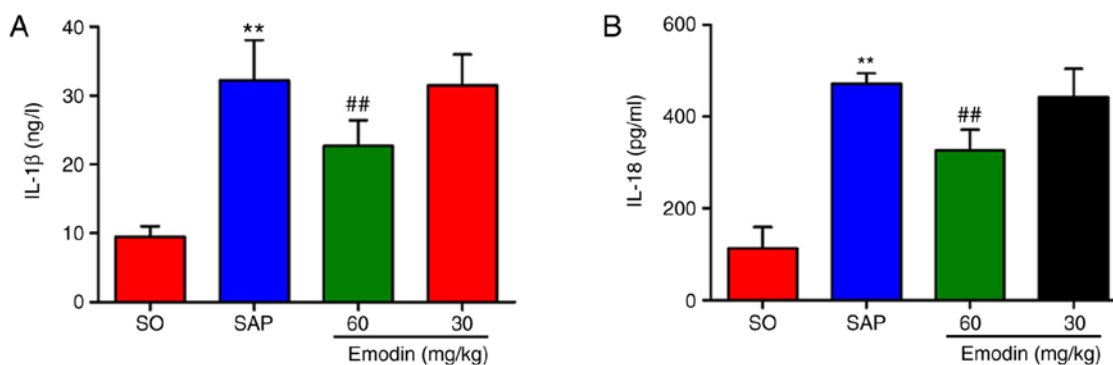 A
IL-1β (ng/l)
40
30
20
10
0
**
##
SO SAP 60 30
Emodin (mg/kg)
B
IL-18 (pg/ml)
600
400
200
0
**
##
SO SAP 60 30
Emodin (mg/kg)